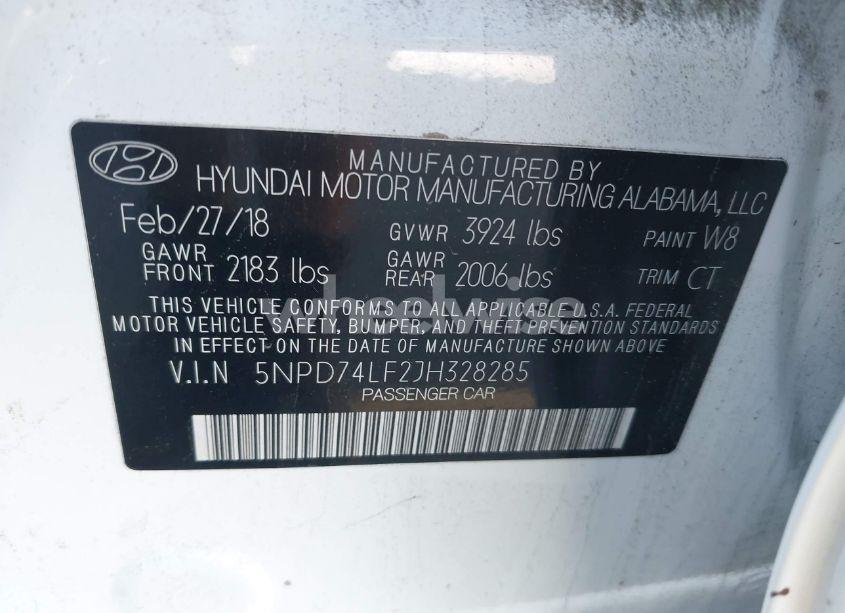 MANUFACTURED BY
HYUNDAI MOTOR MANUFACTURING ALABAMA, LLC
Feb/27/18 GVWR 3924 lbs PAINT W8
GAWR FRONT 2183 lbs GAWR REAR 2006 lbs TRIM CT
THIS VEHICLE CONFORMS TO ALL APPLICABLE U.S.A. FEDERAL
MOTOR VEHICLE SAFETY, BUMPER, AND THEFT PREVENTION STANDARDS
IN EFFECT ON THE DATE OF MANUFACTURE SHOWN ABOVE
V.I.N 5NPD74LF2JH328285
PASSENGER CAR
wheelwise